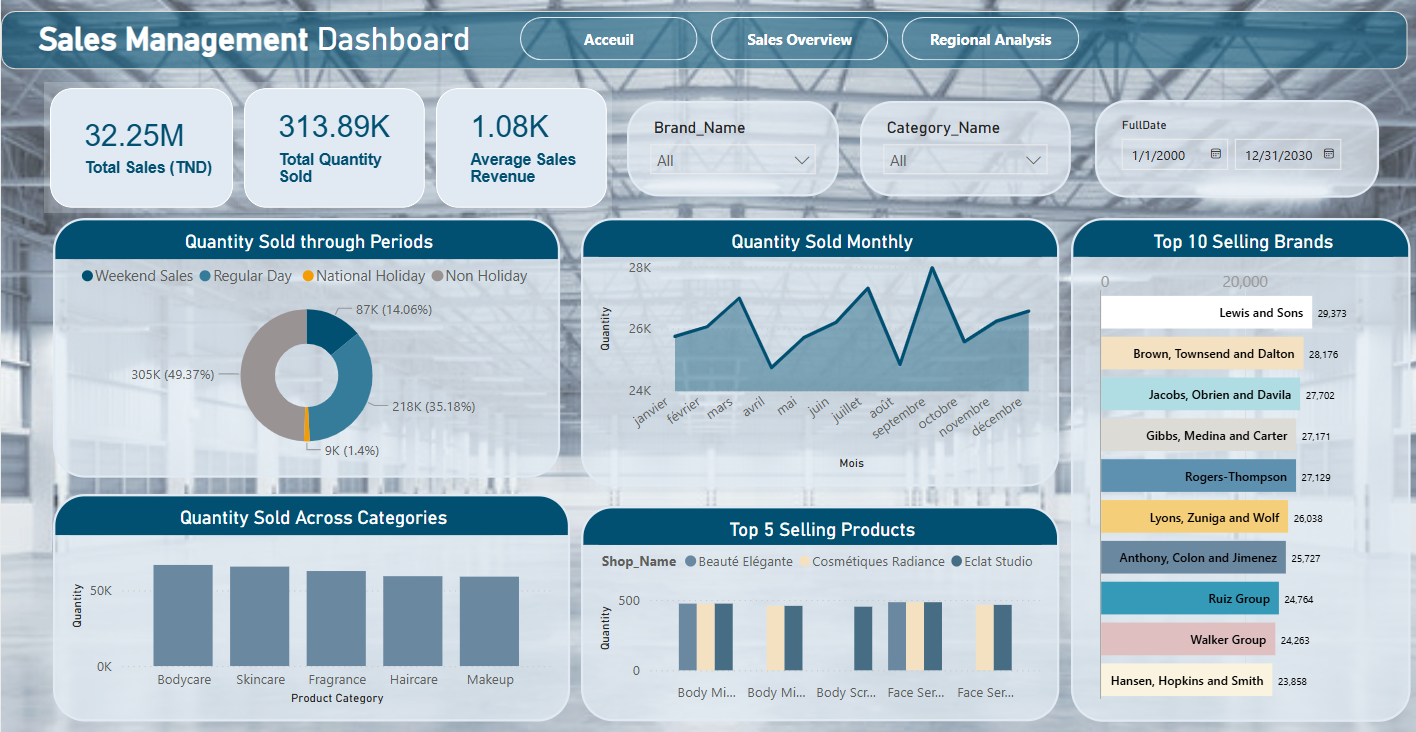 Sales Management Dashboard
Acceuil
Sales Overview
Regional Analysis
32.25M
Total Sales (TND)
313.89K
Total Quantity
Sold
1.08K
Average Sales
Revenue
Brand_Name
All
Category_Name
All
FullDate
1/1/2000
12/31/2030
Quantity Sold through Periods
Weekend Sales Regular Day National Holiday Non Holiday
87K (14.06%)
305K (49.37%)
218K (35.18%)
9K (1.4%)
Quantity Sold Monthly
28K
26K
24K
Quantity
janvier
février
mars
avril
mai
juin
juillet
août
septembre
octobre
novembre
décembre
Mois
Top 10 Selling Brands
0 20,000
Lewis and Sons 29,373
Brown, Townsend and Dalton 28,176
Jacobs, Obrien and Davila 27,702
Gibbs, Medina and Carter 27,171
Rogers-Thompson 27,129
Lyons, Zuniga and Wolf 26,038
Anthony, Colon and Jimenez 25,727
Ruiz Group 24,764
Walker Group 24,263
Hansen, Hopkins and Smith 23,858
Quantity Sold Across Categories
50K
0K
Quantity
Bodycare Skincare Fragrance Haircare Makeup
Product Category
Top 5 Selling Products
Shop_Name Beauté Elégante Cosmétiques Radiance Eclat Studio
500
0
Quantity
Body Mi... Body Mi... Body Scr... Face Ser... Face Ser...